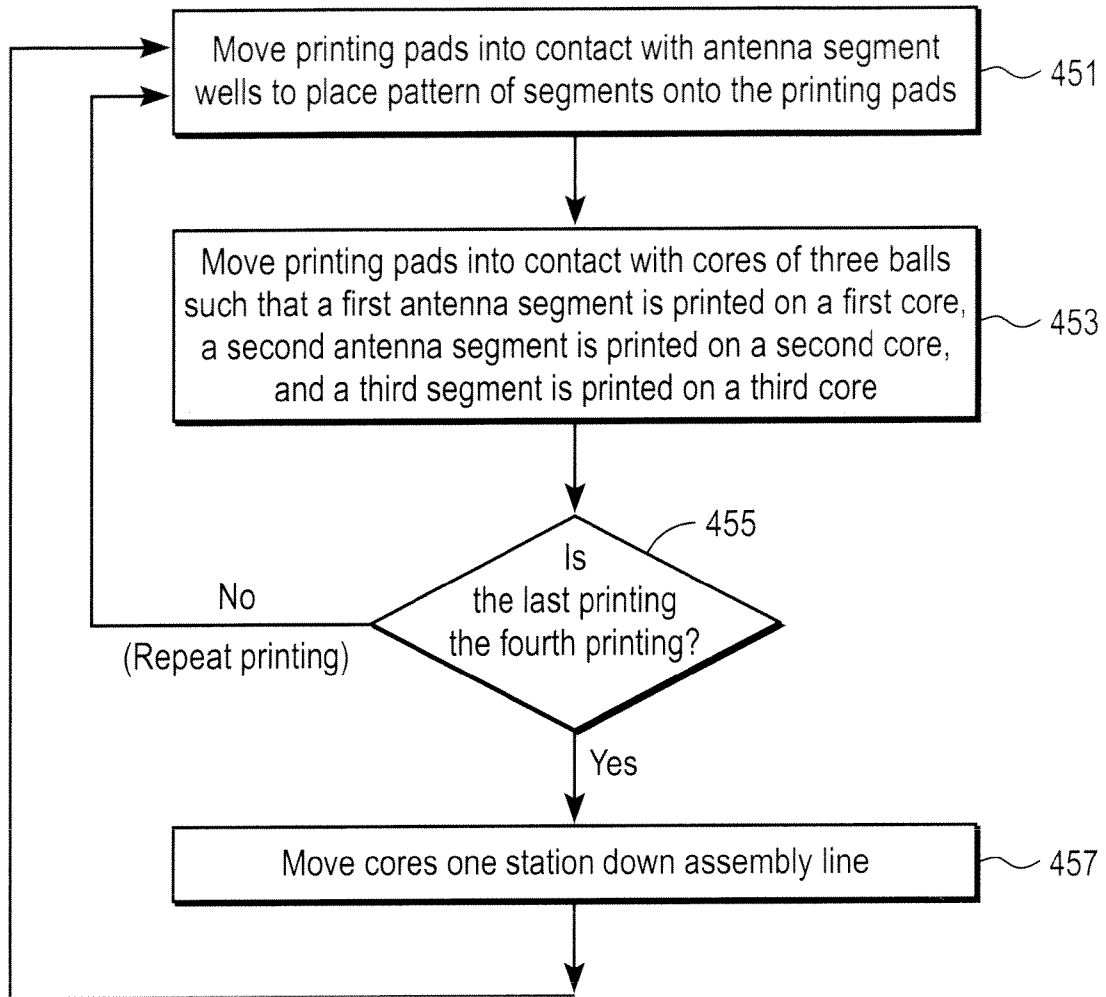 Move printing pads into contact with antenna segment
wells to place pattern of segments onto the printing pads
451
Move printing pads into contact with cores of three balls
such that a first antenna segment is printed on a first core,
a second antenna segment is printed on a second core,
and a third segment is printed on a third core
453
455
Is
the last printing
the fourth printing?
No
(Repeat printing)
Yes
Move cores one station down assembly line
457